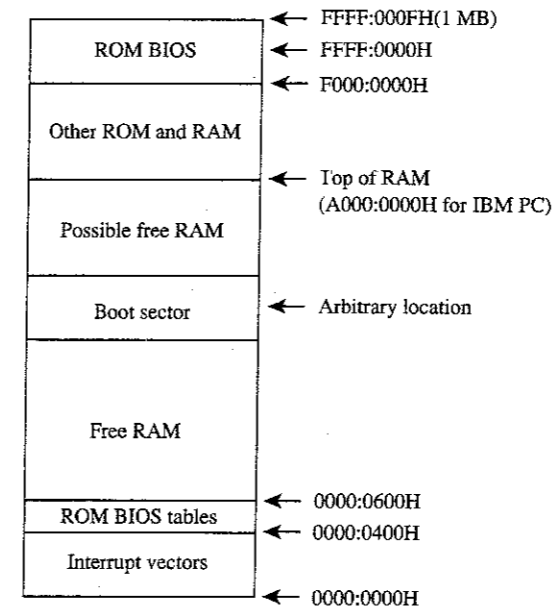 FFFF:000FH(1 MB)
ROM BIOS
FFFF:0000H
F000:0000H
Other ROM and RAM
Top of RAM
(A000:0000H for IBM PC)
Possible free RAM
Boot sector
Arbitrary location
Free RAM
0000:0600H
ROM BIOS tables
0000:0400H
Interrupt vectors
0000:0000H